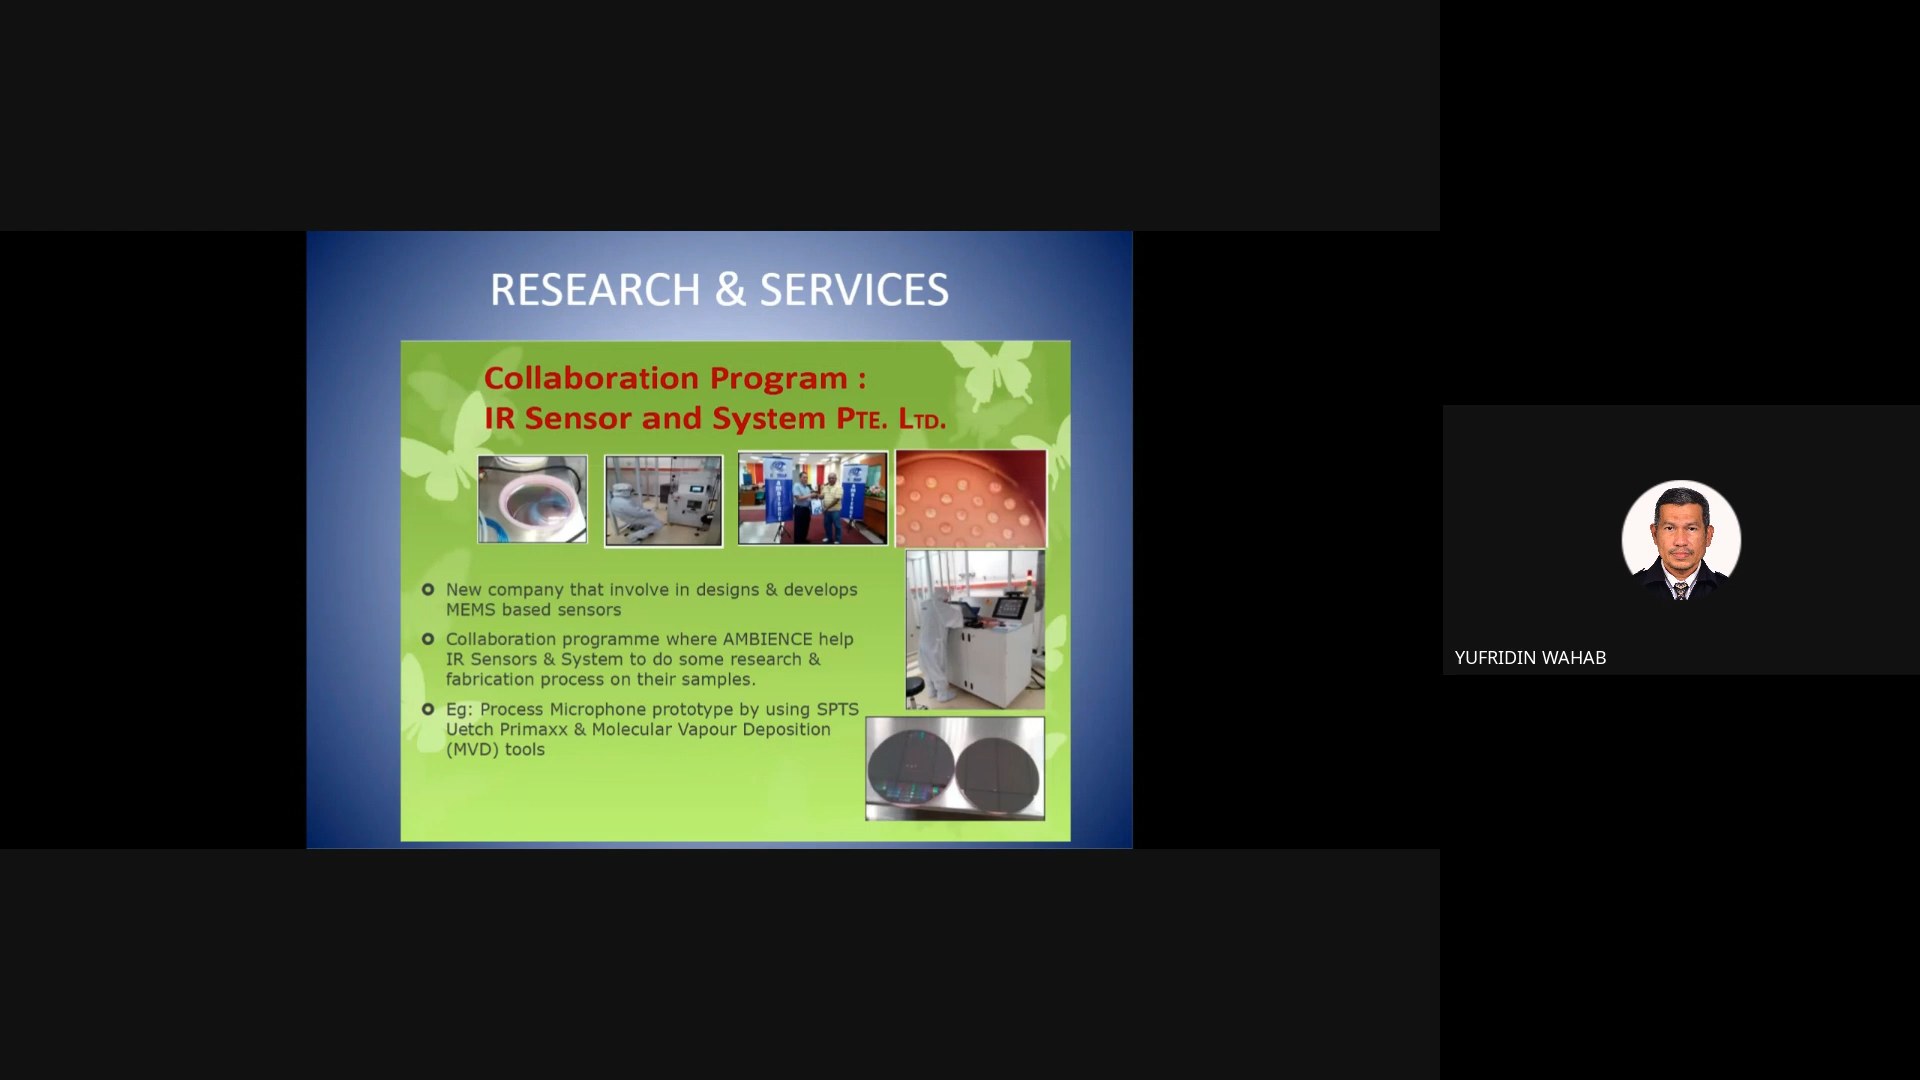 RESEARCH & SERVICES
Collaboration Program :
IR Sensor and System PTE. LTD.
AMBIENCE
AMBIENCE
New company that involve in designs & develops
MEMS based sensors
Collaboration programme where AMBIENCE help
IR Sensors & System to do some research &
fabrication process on their samples.
Eg: Process Microphone prototype by using SPTS
Uetch Primaxx & Molecular Vapour Deposition
(MVD) tools
YUFRIDIN WAHAB